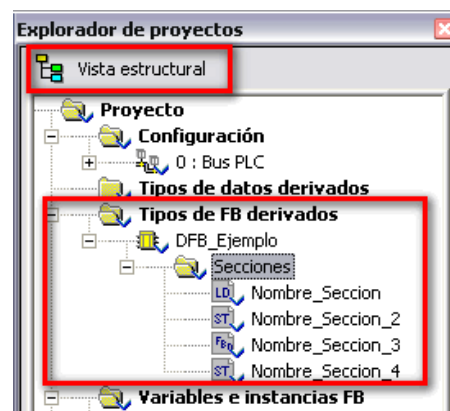 Explorador de proyectos
Vista estructural
Proyecto
Configuración
0 : Bus PLC
Tipos de datos derivados
Tipos de FB derivados
DFB_Ejemplo
Secciones
LD Nombre_Seccion
ST Nombre_Seccion_2
FBD Nombre_Seccion_3
ST Nombre_Seccion_4
Variables e instancias FB